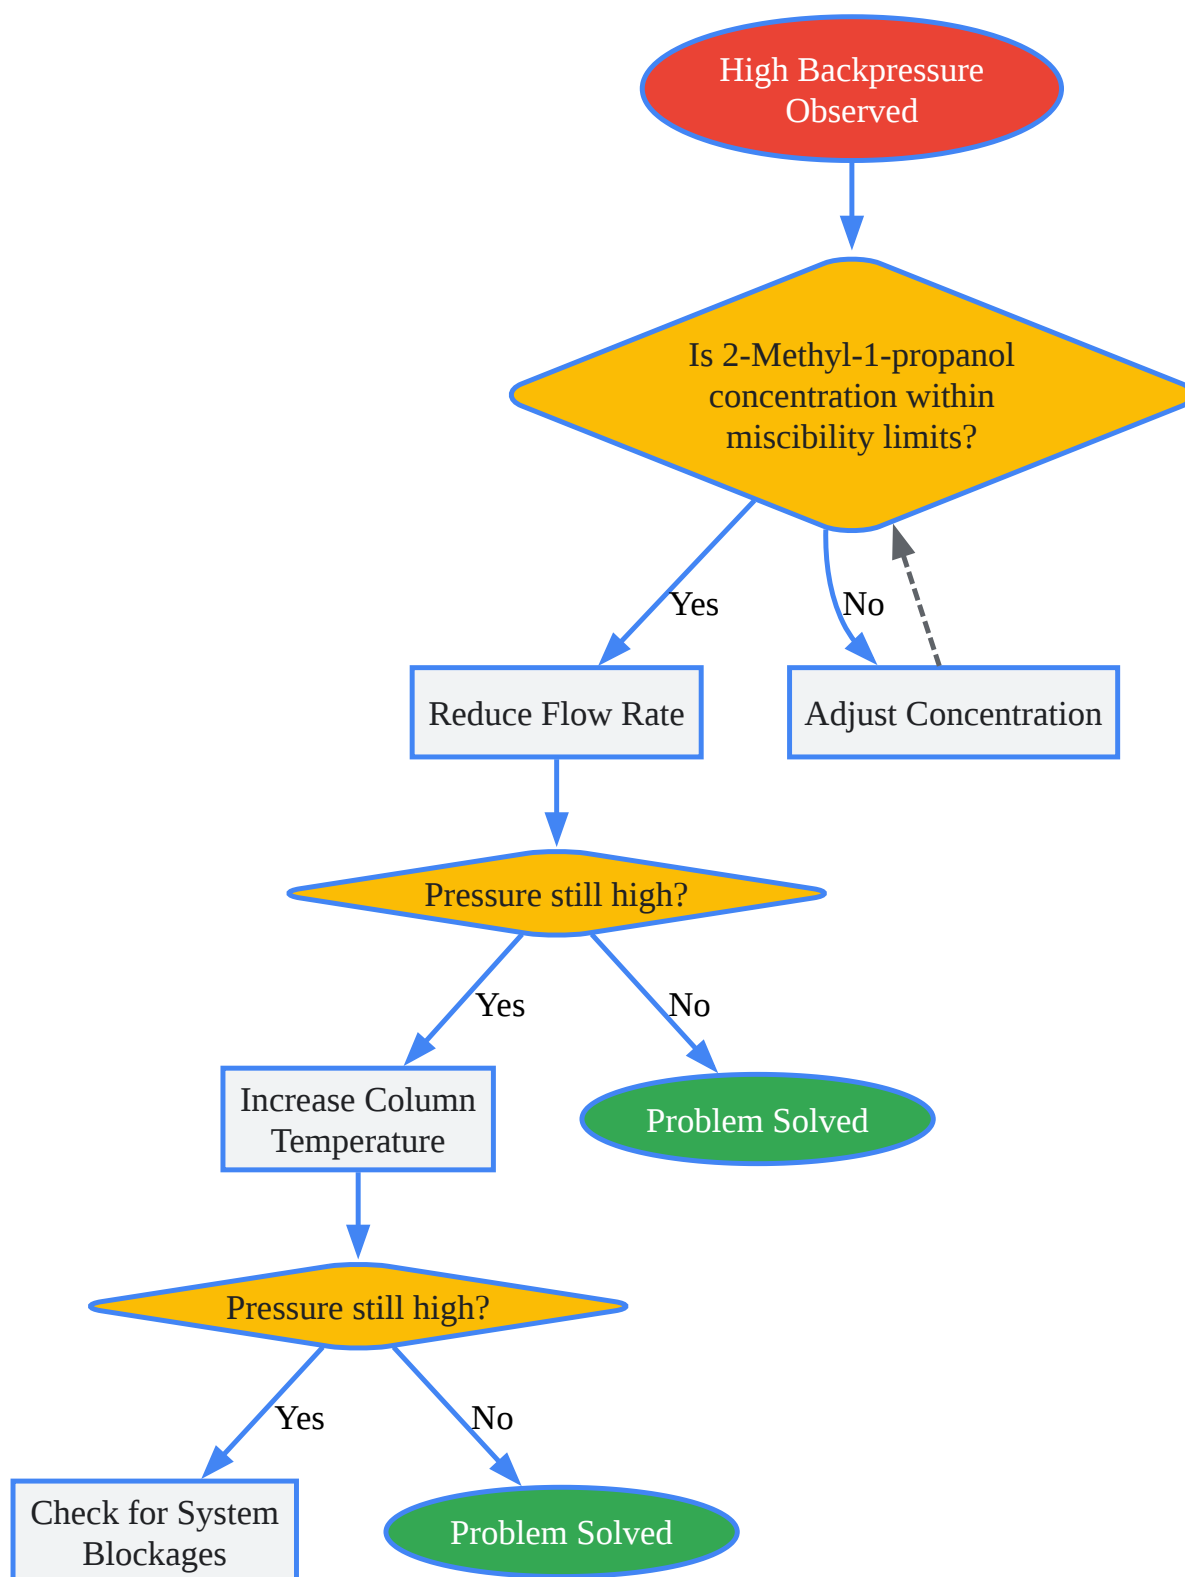 High Backpressure
Observed
Is 2-Methyl-1-propanol
concentration within
miscibility limits?
Yes
No
Reduce Flow Rate
Adjust Concentration
Pressure still high?
Yes
No
Increase Column
Temperature
Problem Solved
Pressure still high?
Yes
No
Check for System
Blockages
Problem Solved